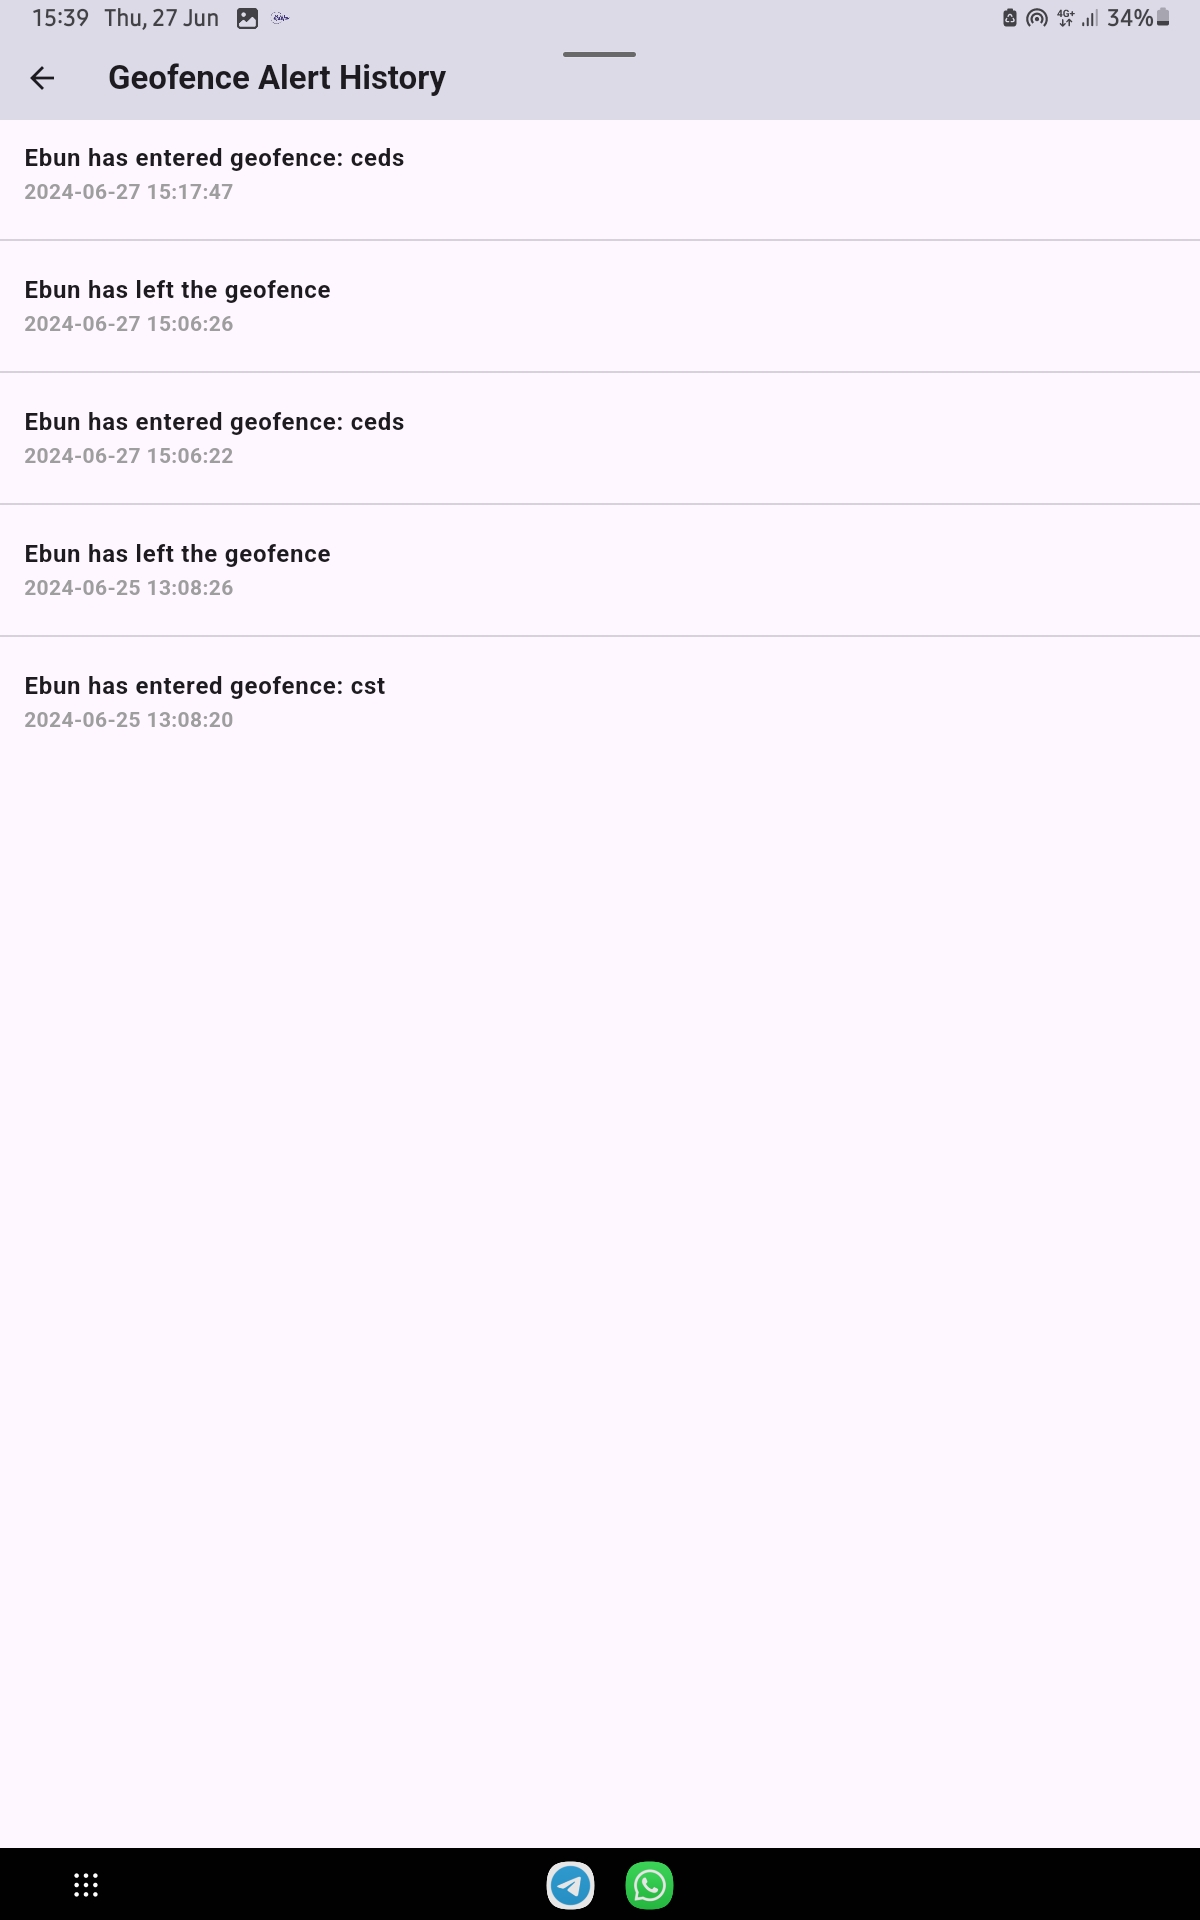 15:39 Thu, 27 Jun
4G+ 34%
Geofence Alert History
Ebun has entered geofence: ceds
2024-06-27 15:17:47
Ebun has left the geofence
2024-06-27 15:06:26
Ebun has entered geofence: ceds
2024-06-27 15:06:22
Ebun has left the geofence
2024-06-25 13:08:26
Ebun has entered geofence: cst
2024-06-25 13:08:20